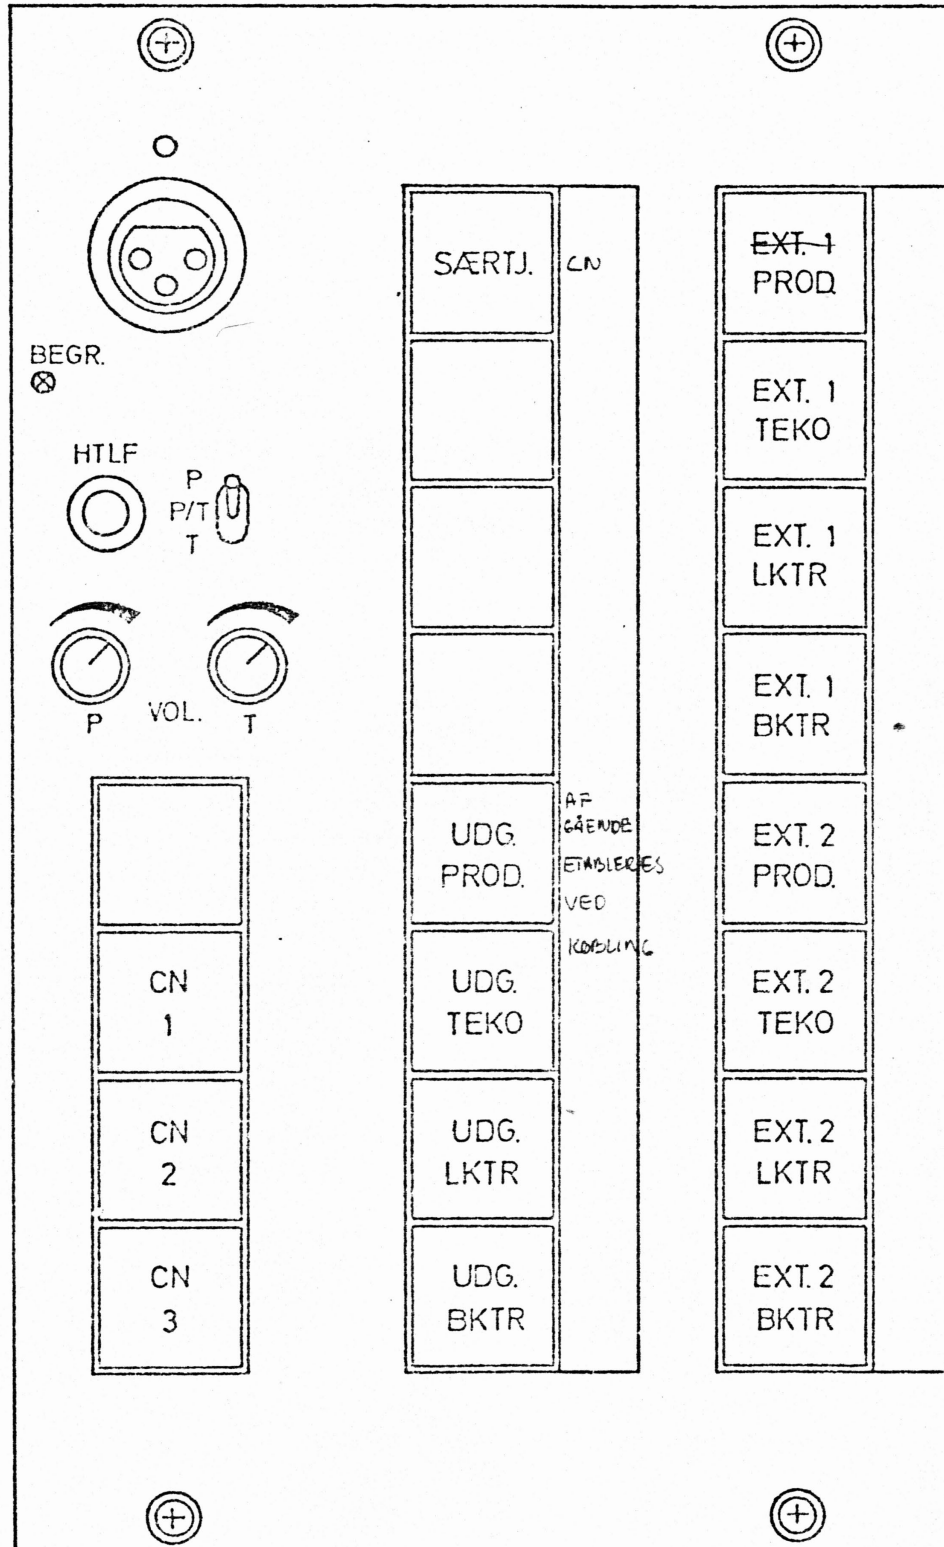 BEGR.
HTLF
P
P/T
T
P
VOL.
T
CN
1
CN
2
CN
3
SÆRTJ.
CN
UDG.
PROD.
AF
GÅENDE
ETABLERES
VED
KOBLING
UDG.
TEKO
UDG.
LKTR
UDG.
BKTR
EXT. 1
PROD.
EXT. 1
TEKO
EXT. 1
LKTR
EXT. 1
BKTR
EXT. 2
PROD.
EXT. 2
TEKO
EXT. 2
LKTR
EXT. 2
BKTR